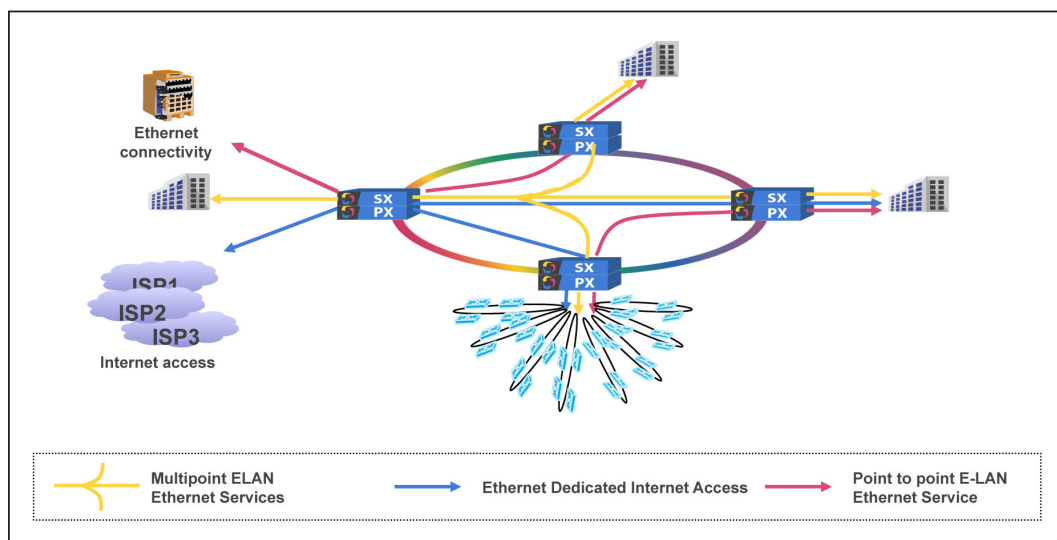 SX
PX
Ethernet
connectivity
SX
PX
SX
PX
SX
PX
ISP1
ISP2
ISP3
Internet access
Multipoint ELAN
Ethernet Services
Ethernet Dedicated Internet Access
Point to point E-LAN
Ethernet Service